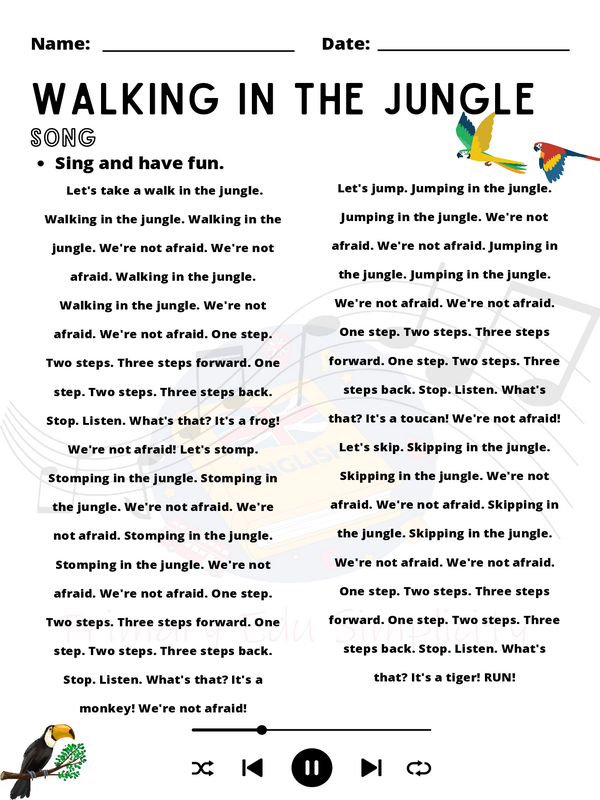 Name:
Date:
WALKING IN THE JUNGLE
SONG
• Sing and have fun.
Let's take a walk in the jungle.
Walking in the jungle. Walking in the
jungle. We're not afraid. We're not
afraid. Walking in the jungle.
Walking in the jungle. We're not
afraid. We're not afraid. One step.
Two steps. Three steps forward. One
step. Two steps. Three steps back.
Stop. Listen. What's that? It's a frog!
We're not afraid! Let's stomp.
Stomping in the jungle. Stomping in
the jungle. We're not afraid. We're
not afraid. Stomping in the jungle.
Stomping in the jungle. We're not
afraid. We're not afraid. One step.
Two steps. Three steps forward. One
step. Two steps. Three steps back.
Stop. Listen. What's that? It's a
monkey! We're not afraid!
Let's jump. Jumping in the jungle.
Jumping in the jungle. We're not
afraid. We're not afraid. Jumping in
the jungle. Jumping in the jungle.
We're not afraid. We're not afraid.
One step. Two steps. Three steps
forward. One step. Two steps. Three
steps back. Stop. Listen. What's
that? It's a toucan! We're not afraid!
Let's skip. Skipping in the jungle.
Skipping in the jungle. We're not
afraid. We're not afraid. Skipping in
the jungle. Skipping in the jungle.
We're not afraid. We're not afraid.
One step. Two steps. Three steps
forward. One step. Two steps. Three
steps back. Stop. Listen. What's
that? It's a tiger! RUN!
ENGLISH
Primary Edu Simplicity